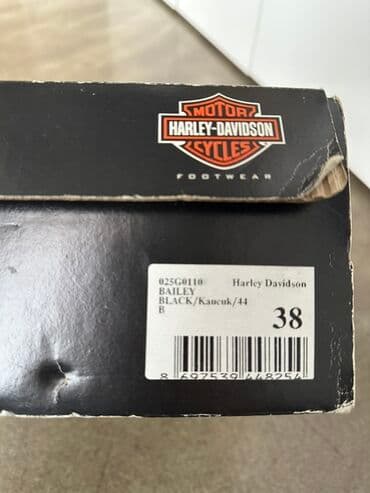 MOTOR
HARLEY-DAVIDSON
CYCLES
FOOTWEAR
025G0110 Harley Davidson
BAILEY
BLACK/Kaucuk/44
B
38
8 697539 448254